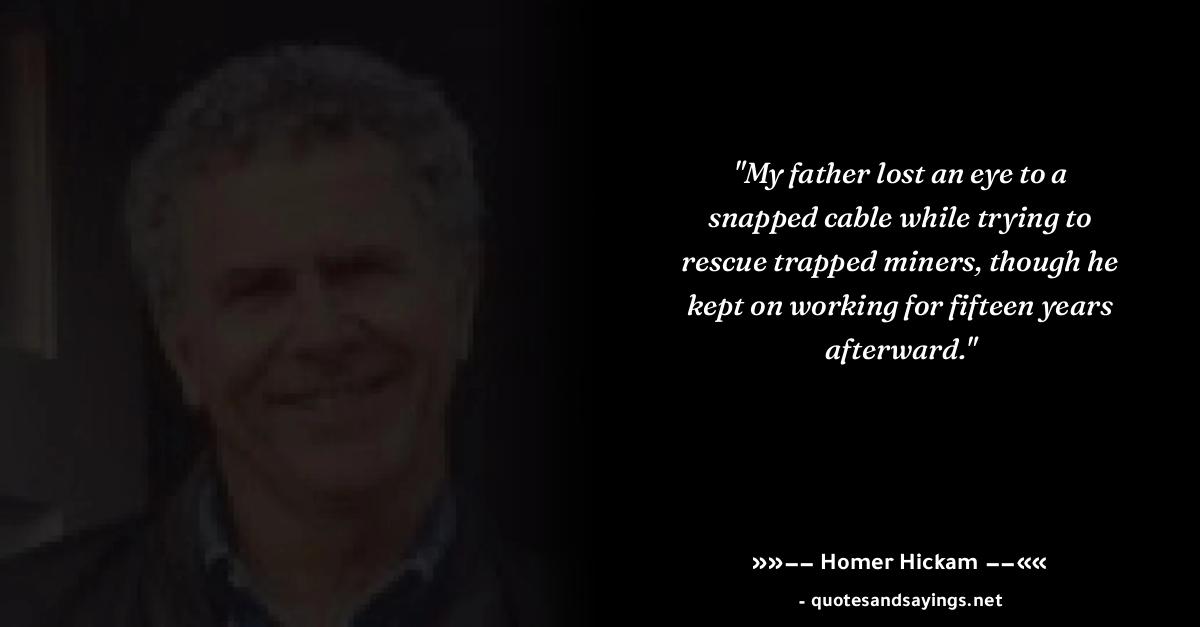 "My father lost an eye to a
snapped cable while trying to
rescue trapped miners, though he
kept on working for fifteen years
afterward."
»»−− Homer Hickam −−««
- quotesandsayings.net